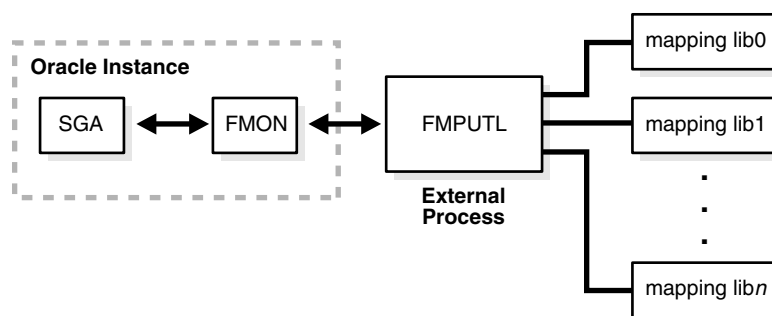 mapping lib0
Oracle Instance
SGA
FMON
FMPUTL
mapping lib1
External
Process
.
.
.
mapping libn